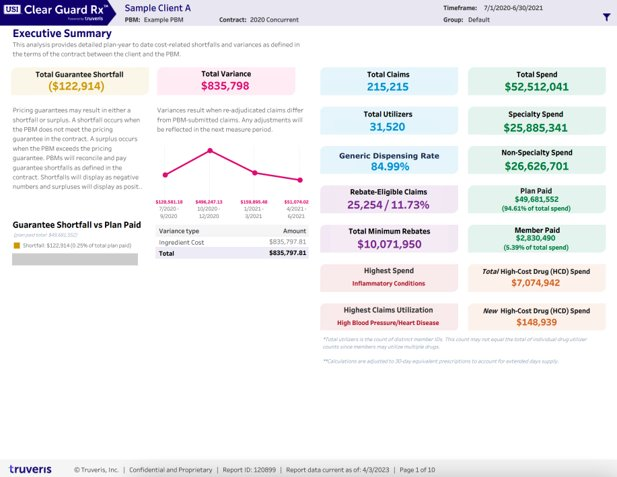 USI Clear Guard Rx™
Powered by truveris
Sample Client A
PBM: Example PBM
Contract: 2020 Concurrent
Timeframe: 7/1/2020-6/30/2021
Group: Default
Executive Summary
This analysis provides detailed plan-year to date cost-related shortfalls and variances as defined in
the terms of the contract between the client and the PBM.
Total Guarantee Shortfall
($122,914)
Pricing guarantees may result in either a
shortfall or surplus. A shortfall occurs when
the PBM does not meet the pricing
guarantee in the contract. A surplus occurs
when the PBM exceeds the pricing
guarantee. PBMs will reconcile and pay
guarantee shortfalls as defined in the
contract. Shortfalls will display as negative
numbers and surpluses will display as posit..
Guarantee Shortfall vs Plan Paid
(planned total: $49,681,552)
Shortfall: $122,914 (0.25% of total plan paid)
Total Variance
$835,798
Variances result when re-adjudicated claims differ
from PBM-submitted claims. Any adjustments will
be reflected in the next measure period.
$128,541.18 $496,247.13 $159,895.48 $51,074.02
7/2020 - 10/2020 - 1/2021 - 4/2021 -
9/2020 12/2020 3/2021 6/2021
Variance type Amount
Ingredient Cost $835,797.81
Total $835,797.81
Total Claims
215,215
Total Utilizers
31,520
Generic Dispensing Rate
84.99%
Rebate-Eligible Claims
25,254 / 11.73%
Total Minimum Rebates
$10,071,950
Highest Spend
Inflammatory Conditions
Highest Claims Utilization
High Blood Pressure/Heart Disease
Total Spend
$52,512,041
Specialty Spend
$25,885,341
Non-Specialty Spend
$26,626,701
Plan Paid
$49,681,552
(94.61% of total spend)
Member Paid
$2,830,490
(5.39% of total spend)
Total High-Cost Drug (HCD) Spend
$7,074,942
New High-Cost Drug (HCD) Spend
$148,939
*Total utilizers is the count of distinct member IDs. This count may not equal the total of individual drug utilizer
counts since members may utilize multiple drugs.
**Calculations are adjusted to 30-day equivalent prescriptions to account for extended days supply.
truveris © Truveris, Inc. | Confidential and Proprietary | Report ID: 120899 | Report data current as of: 4/3/2023 | Page 1 of 10